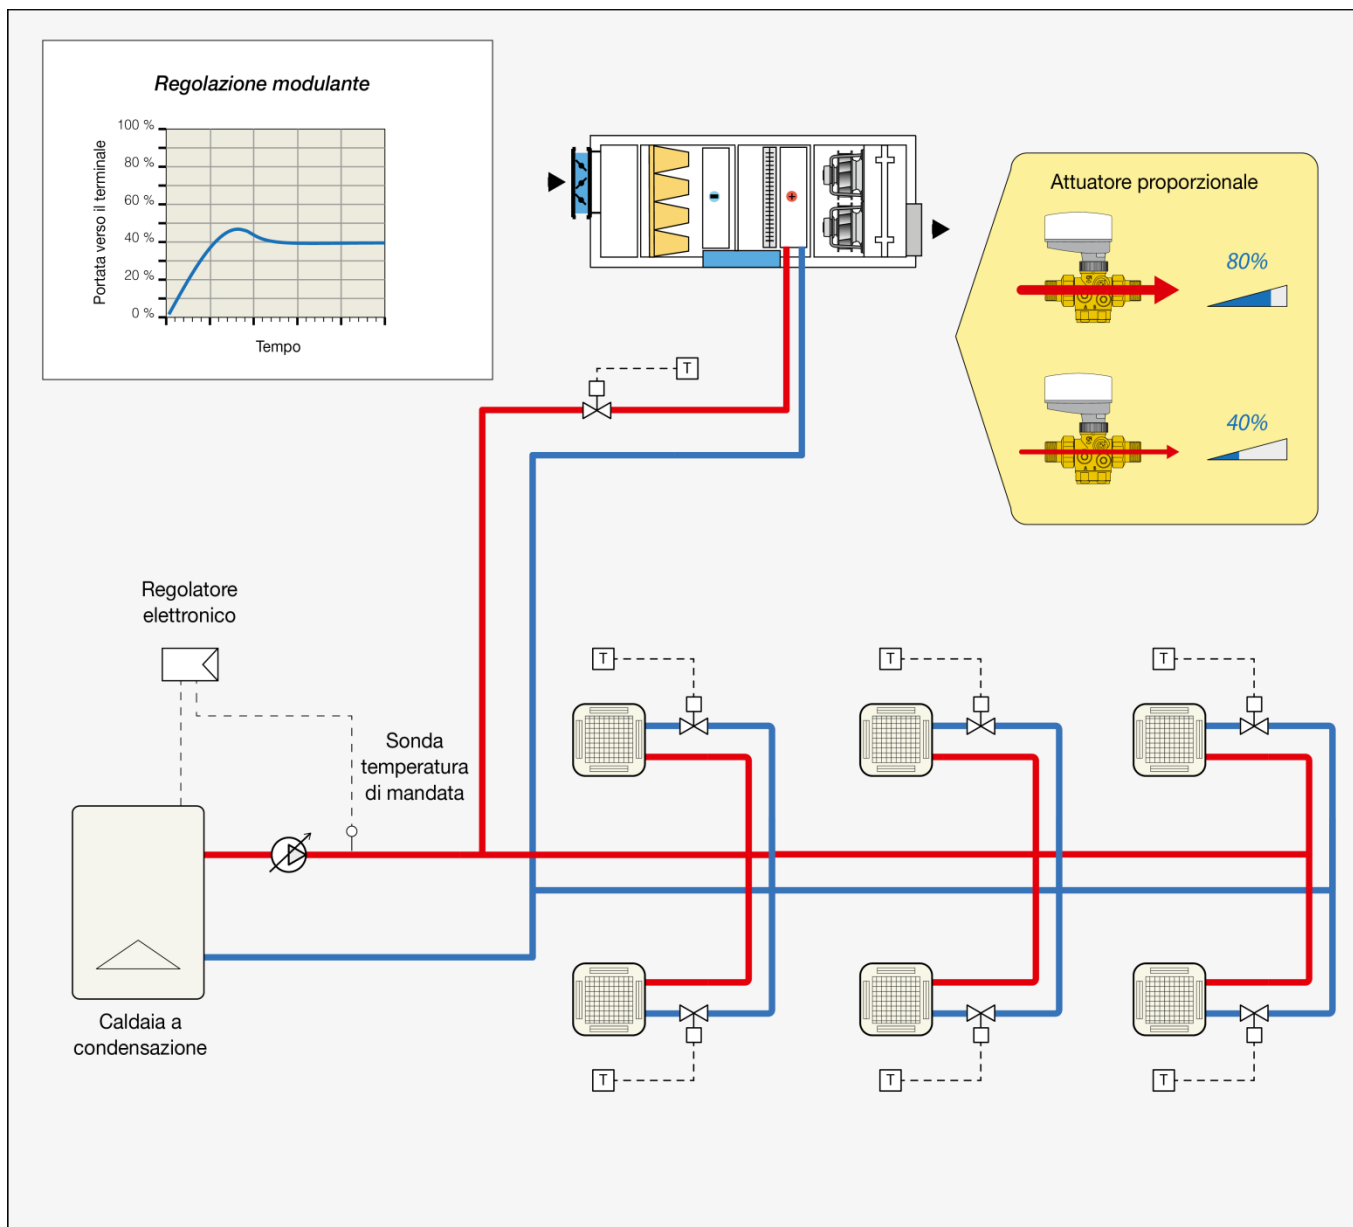 Regolazione modulante
Portata verso il terminale
100 %
80 %
60 %
40 %
20 %
0 %
Tempo
Attuatore proporzionale
80%
40%
T
Regolatore
elettronico
Sonda
temperatura
di mandata
Caldaia a
condensazione
T
T
T
T
T
T